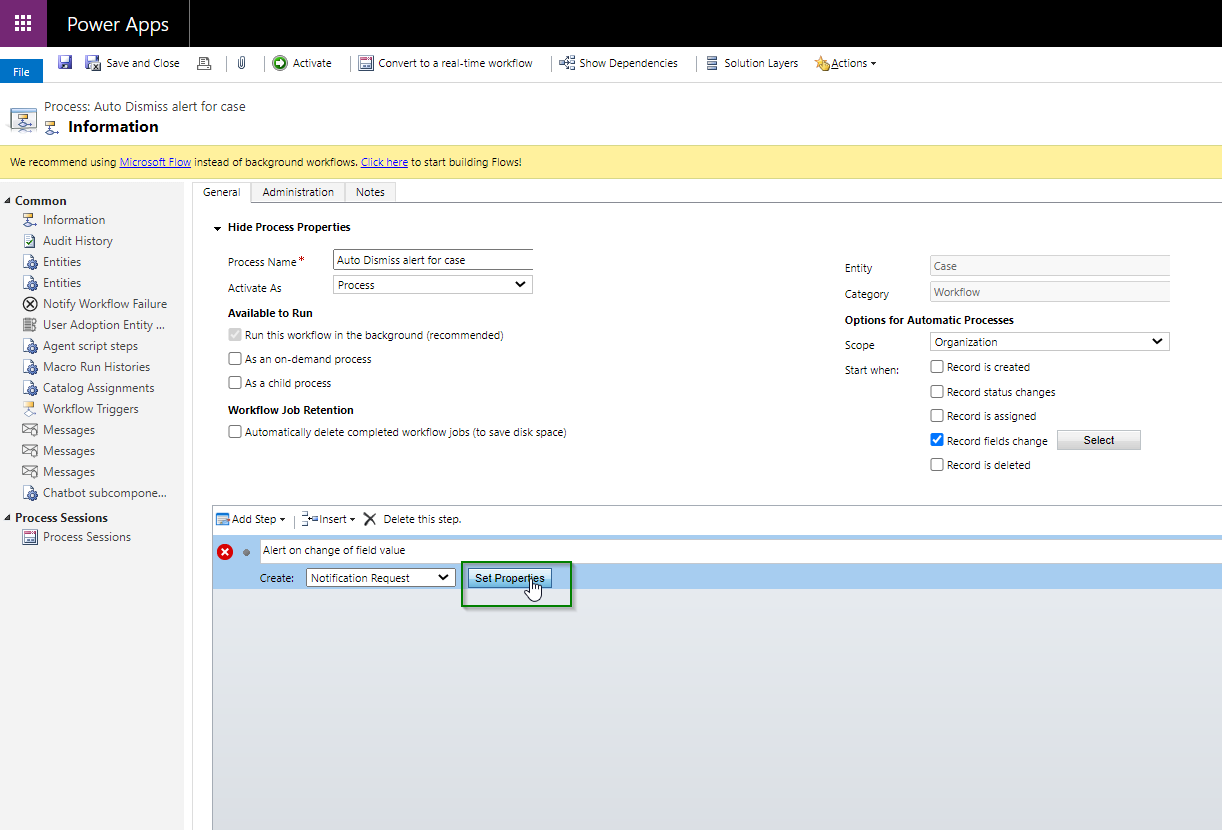 Power Apps
File
Save and Close
Activate
Convert to a real-time workflow
Show Dependencies
Solution Layers
Actions
Process: Auto Dismiss alert for case
Information
We recommend using Microsoft Flow instead of background workflows. Click here to start building Flows!
Common
Information
Audit History
Entities
Entities
Notify Workflow Failure
User Adoption Entity ...
Agent script steps
Macro Run Histories
Catalog Assignments
Workflow Triggers
Messages
Messages
Messages
Chatbot subcompone...
Process Sessions
Process Sessions
General Administration Notes
Hide Process Properties
Process Name* Auto Dismiss alert for case
Activate As Process
Available to Run
Run this workflow in the background (recommended)
As an on-demand process
As a child process
Workflow Job Retention
Automatically delete completed workflow jobs (to save disk space)
Entity Case
Category Workflow
Options for Automatic Processes
Scope Organization
Start when: Record is created
Record status changes
Record is assigned
Record fields change Select
Record is deleted
Add Step Insert Delete this step.
Alert on change of field value
Create: Notification Request Set Properties